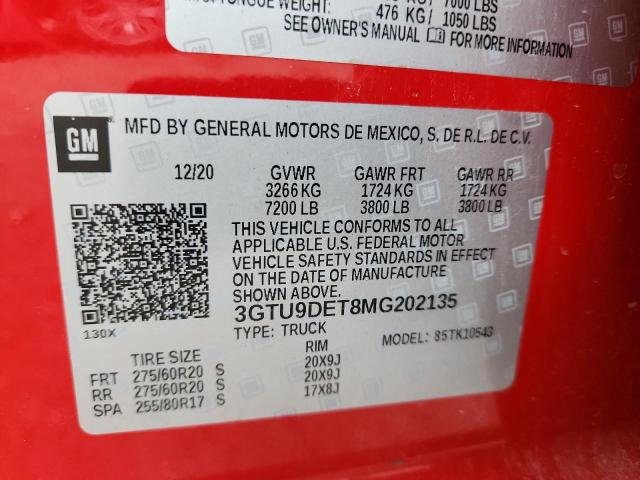 7000 LBS
TONGUE WEIGHT: 476 KG / 1050 LBS
SEE OWNER'S MANUAL FOR MORE INFORMATION
GM
MFD BY GENERAL MOTORS DE MEXICO, S. DE R.L. DE C.V.
12/20 GVWR GAWR FRT GAWR RR
3266 KG 1724 KG 1724 KG
7200 LB 3800 LB 3800 LB
THIS VEHICLE CONFORMS TO ALL
APPLICABLE U.S. FEDERAL MOTOR
VEHICLE SAFETY STANDARDS IN EFFECT
ON THE DATE OF MANUFACTURE
SHOWN ABOVE.
3GTU9DET8MG202135
130X
TYPE: TRUCK MODEL: 85TK10543
TIRE SIZE RIM
FRT 275/60R20 S 20X9J
RR 275/60R20 S 20X9J
SPA 255/80R17 S 17X8J